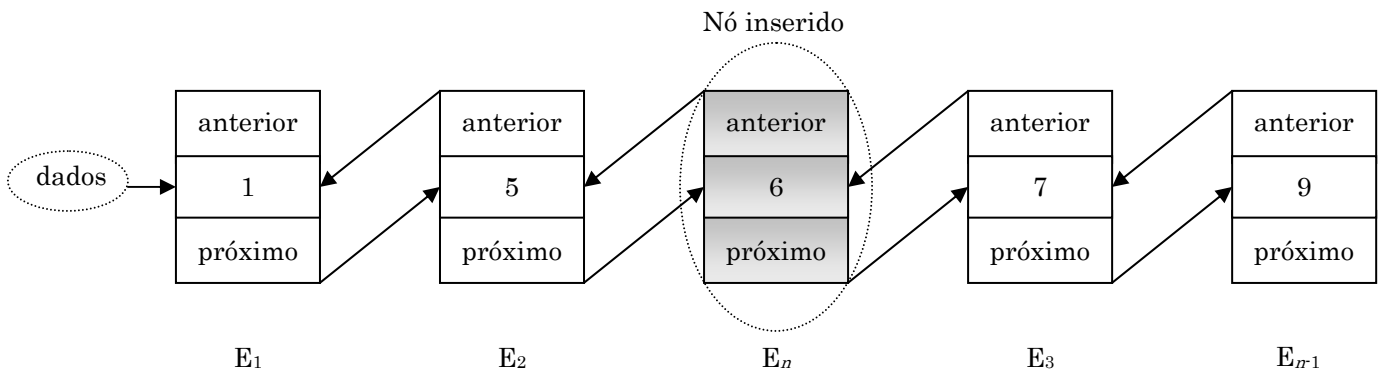 Nó inserido
anterior anterior anterior anterior anterior
dados 1 5 6 7 9
próximo próximo próximo próximo próximo
E₁ E₂ Eₙ E₃ Eₙ₋₁